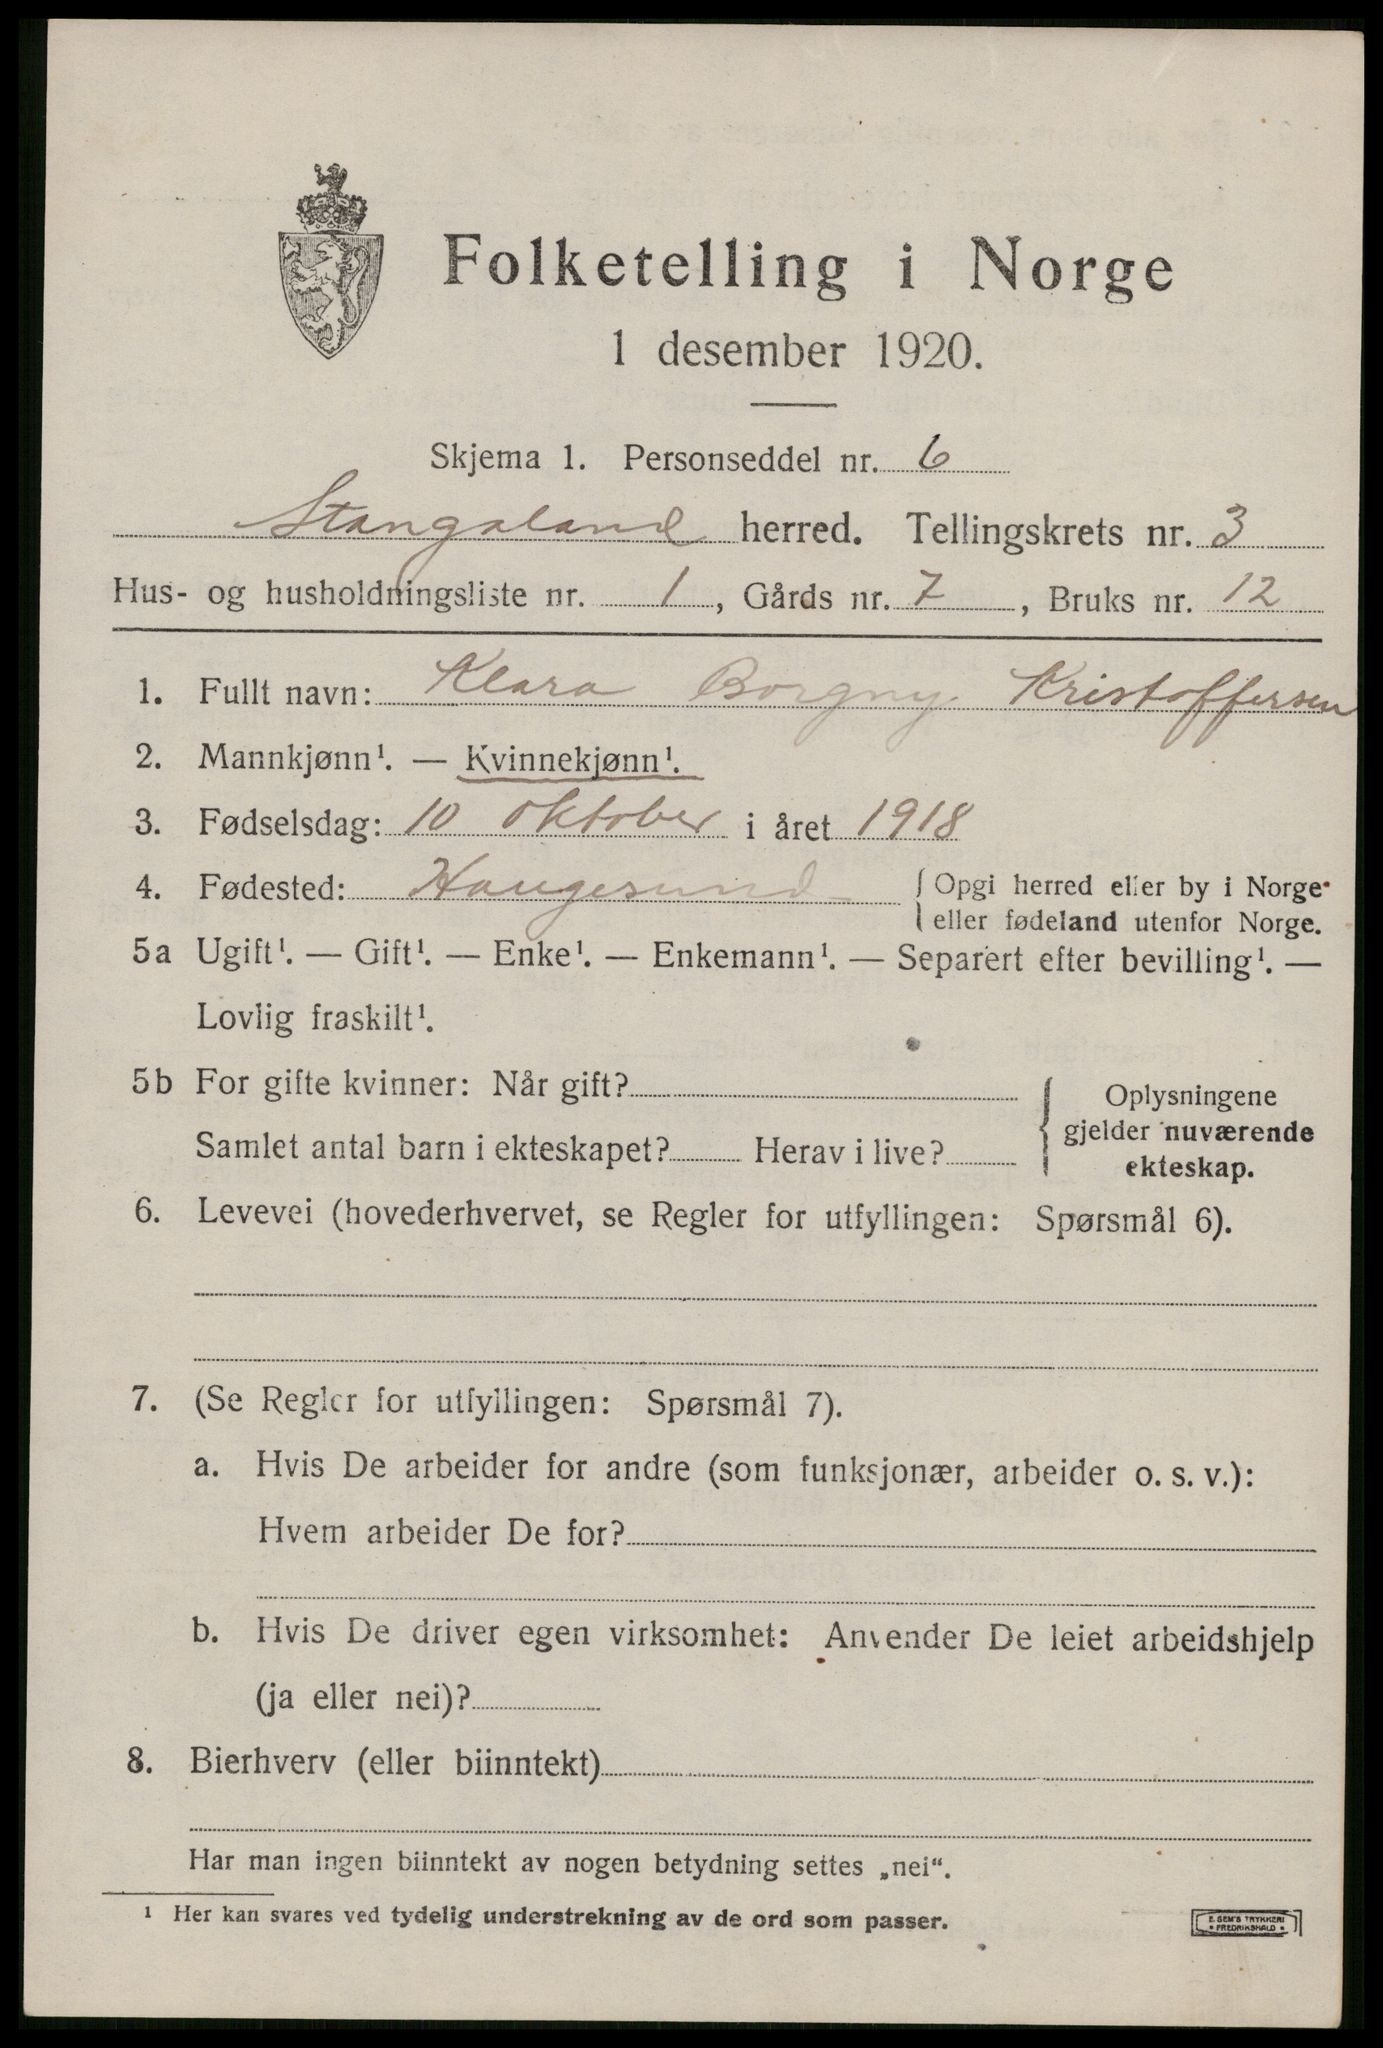 Folketelling i Norge
1 desember 1920.
Skjema 1. Personseddel nr. 6
Stangaland herred. Tellingskrets nr. 3
Hus- og husholdningsliste nr. 1, Gårds nr. 7, Bruks nr. 12
1. Fullt navn: Klara Borgny Kristoffersen
2. Mannkjønn¹. — Kvinnekjønn¹.
3. Fødselsdag: 10 oktober i året 1918
4. Fødested: Haugesund { Opgi herred eller by i Norge
eller fødeland utenfor Norge.
5a Ugift¹. — Gift¹. — Enke¹. — Enkemann¹. — Separert efter bevilling¹. —
Lovlig fraskilt¹.
5b For gifte kvinner: Når gift?
Samlet antal barn i ekteskapet? Herav i live?
Oplysningene
gjelder nuværende
ekteskap.
6. Levevei (hovederhvervet, se Regler for utfyllingen: Spørsmål 6).
7. (Se Regler for utfyllingen: Spørsmål 7).
a. Hvis De arbeider for andre (som funksjonær, arbeider o. s. v.):
Hvem arbeider De for?
b. Hvis De driver egen virksomhet: Anvender De leiet arbeidshjelp
(ja eller nei)?
8. Bierhverv (eller biinntekt)
Har man ingen biinntekt av nogen betydning settes „nei“.
¹ Her kan svares ved tydelig understrekning av de ord som passer.
E. SEM'S TRYKKERI
• FREDRIKSHALD •